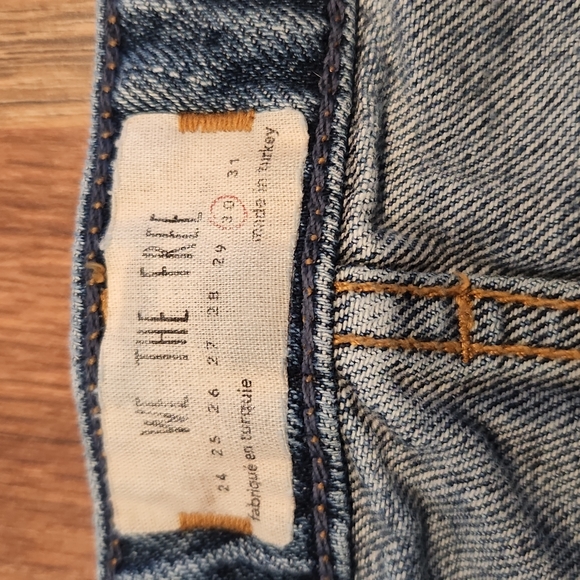 WE THE FREE
24 25 26 27 28 29 30 31
fabriqué en turquie made in turkey